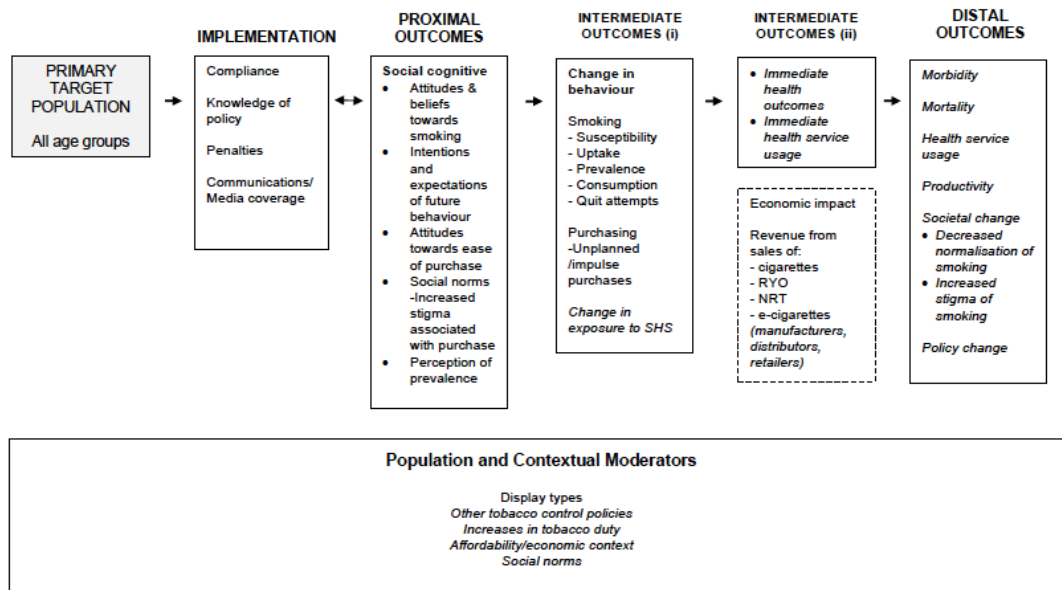 PRIMARY
TARGET
POPULATION
All age groups
IMPLEMENTATION
Compliance
Knowledge of
policy
Penalties
Communications/
Media coverage
PROXIMAL
OUTCOMES
Social cognitive
• Attitudes &
beliefs
towards
smoking
• Intentions
and
expectations
of future
behaviour
• Attitudes
towards ease
of purchase
• Social norms
-Increased
stigma
associated
with purchase
• Perception of
prevalence
INTERMEDIATE
OUTCOMES (i)
Change in
behaviour
Smoking
- Susceptibility
- Uptake
- Prevalence
- Consumption
- Quit attempts
Purchasing
-Unplanned
/impulse
purchases
Change in
exposure to SHS
INTERMEDIATE
OUTCOMES (ii)
• Immediate
health
outcomes
• Immediate
health service
usage
Economic impact
Revenue from
sales of:
- cigarettes
- RYO
- NRT
- e-cigarettes
(manufacturers,
distributors,
retailers)
DISTAL
OUTCOMES
Morbidity
Mortality
Health service
usage
Productivity
Societal change
• Decreased
normalisation of
smoking
• Increased
stigma of
smoking
Policy change
Population and Contextual Moderators
Display types
Other tobacco control policies
Increases in tobacco duty
Affordability/economic context
Social norms